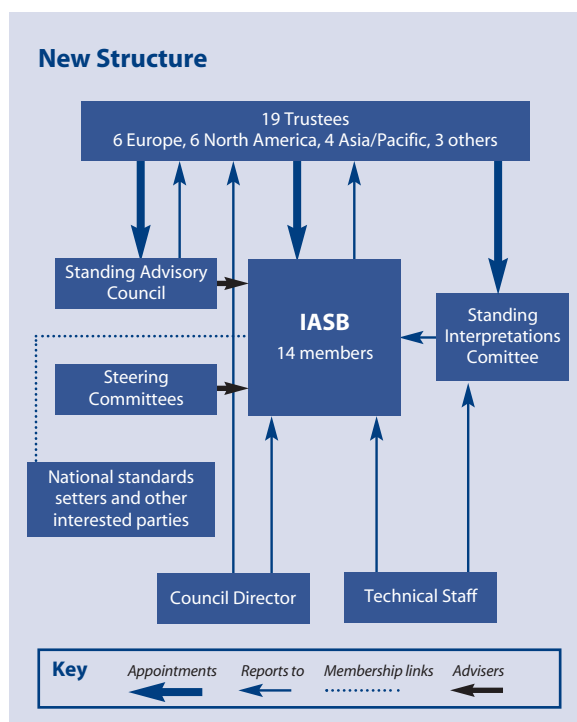 New Structure
19 Trustees
6 Europe, 6 North America, 4 Asia/Pacific, 3 others
Standing Advisory
Council
IASB
14 members
Standing
Interpretations
Comittee
Steering
Committees
National standards
setters and other
interested parties
Council Director
Technical Staff
Key
Appointments
Reports to
Membership links
Advisers